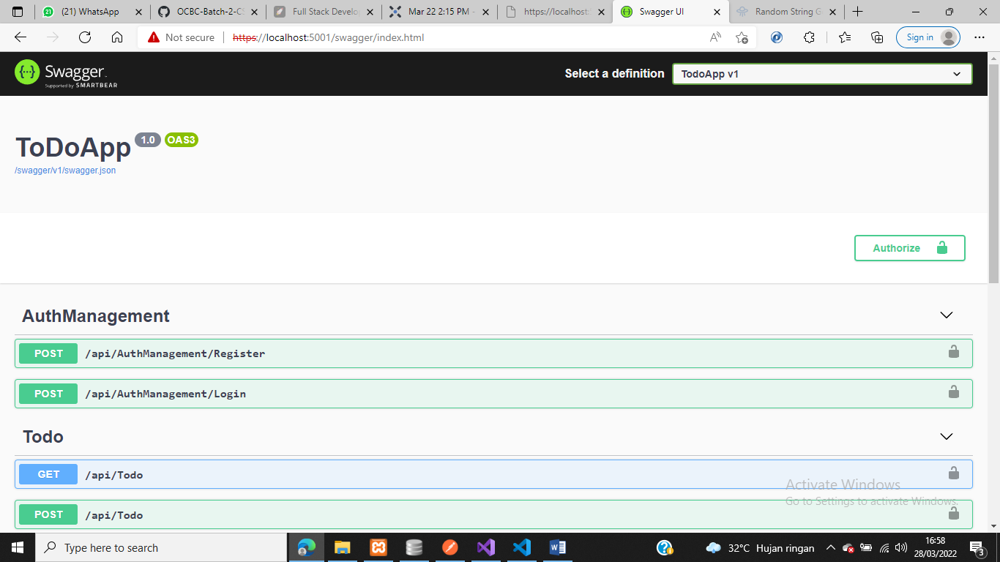 (21) WhatsApp
OCBC-Batch-2-CS
Full Stack Develo
Mar 22 2:15 PM -
https://localhost:
Swagger UI
Random String G
Not secure
https://localhost:5001/swagger/index.html
Sign in
Swagger
Supported by SMARTBEAR
Select a definition
TodoApp v1
ToDoApp 1.0 OAS3
/swagger/v1/swagger.json
Authorize
AuthManagement
POST /api/AuthManagement/Register
POST /api/AuthManagement/Login
Todo
GET /api/Todo
Activate Windows
Go to Settings to activate Windows.
POST /api/Todo
Type here to search
32°C Hujan ringan
16:58
28/03/2022
3